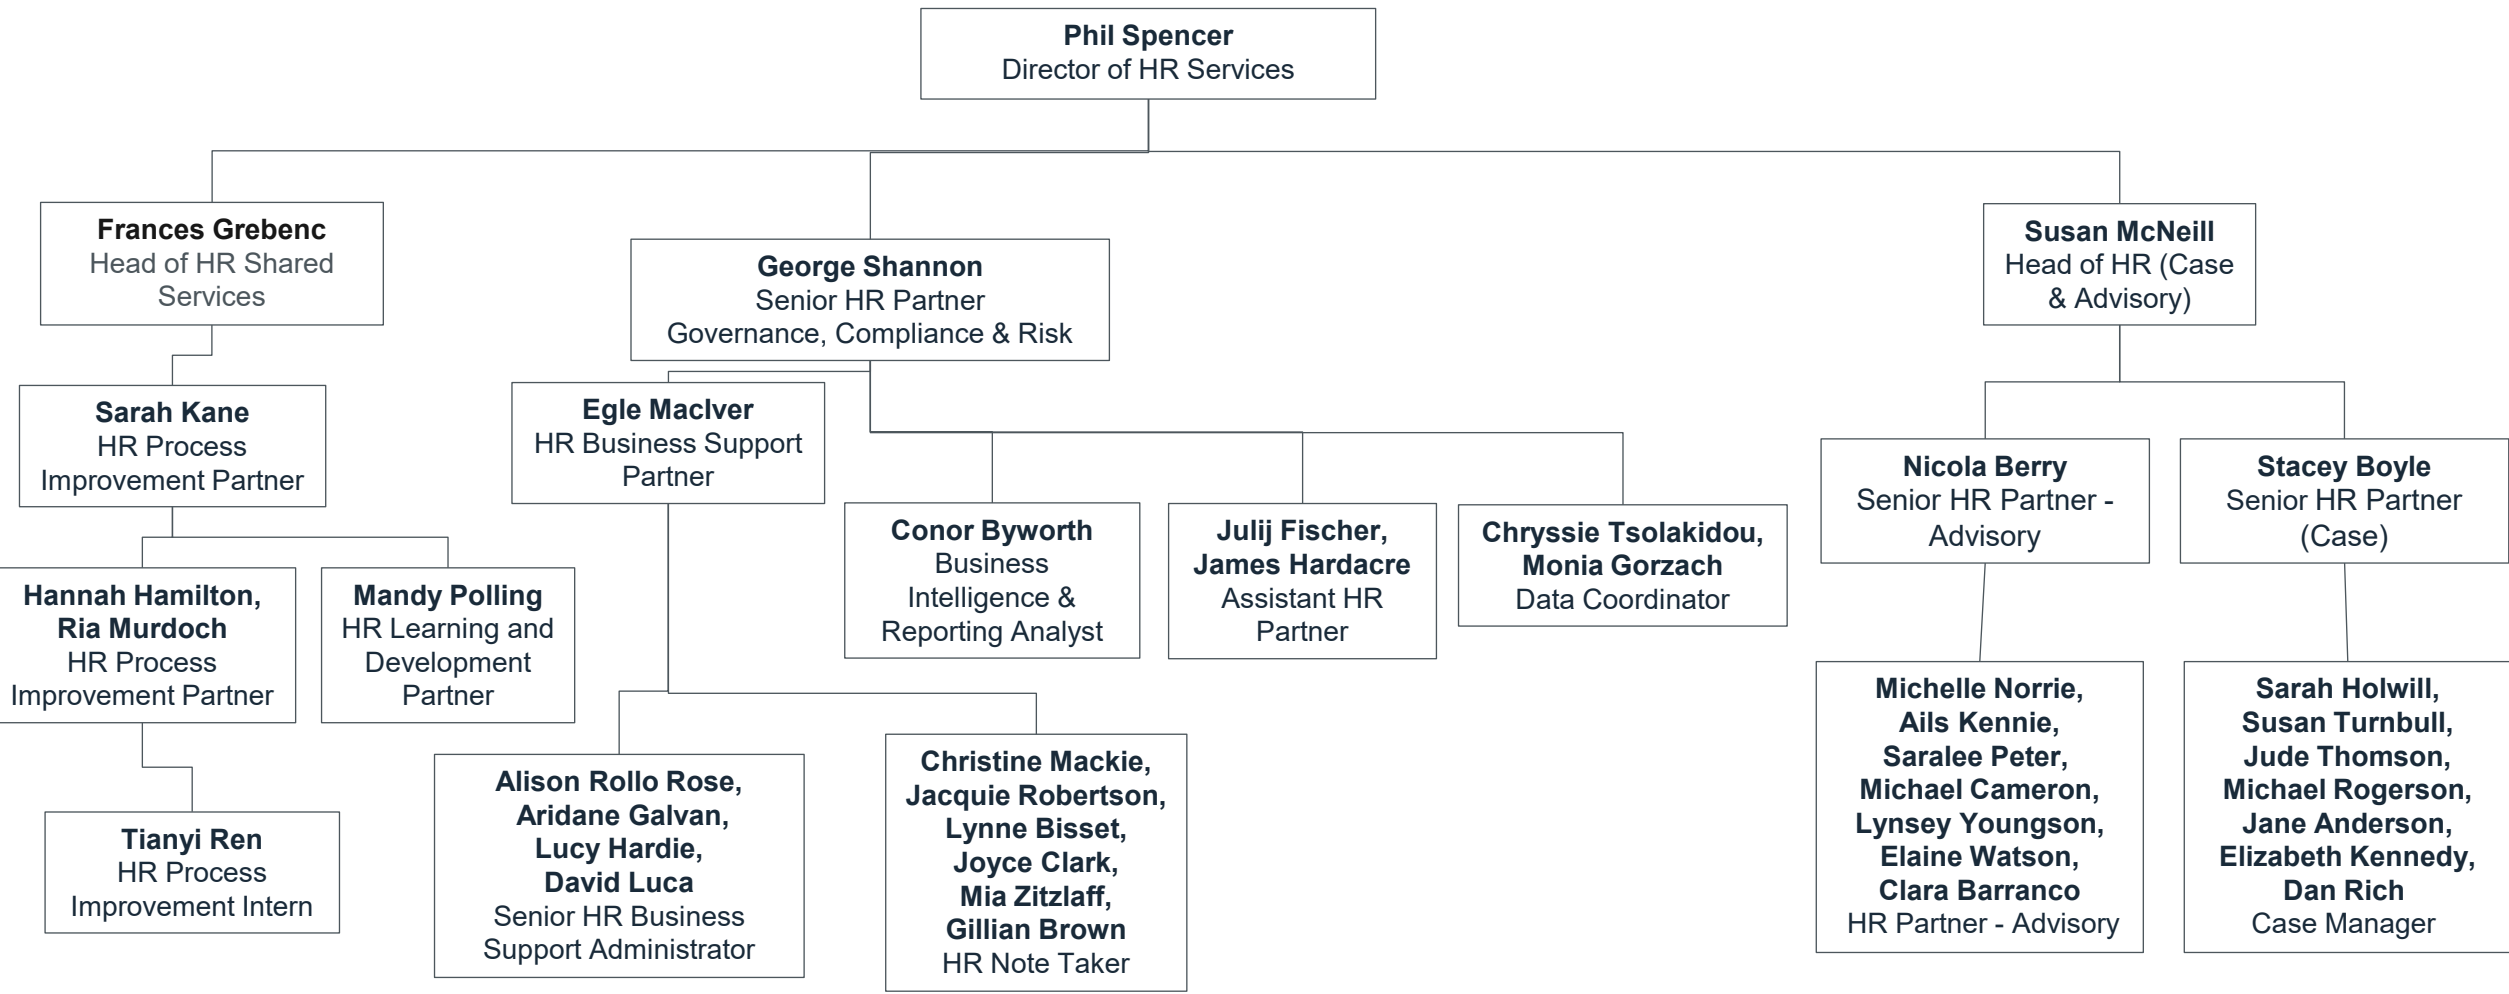 Phil Spencer
Director of HR Services
Frances Grebenc
Head of HR Shared
Services
George Shannon
Senior HR Partner
Governance, Compliance & Risk
Susan McNeill
Head of HR (Case
& Advisory)
Sarah Kane
HR Process
Improvement Partner
Egle MacIver
HR Business Support
Partner
Nicola Berry
Senior HR Partner -
Advisory
Stacey Boyle
Senior HR Partner
(Case)
Conor Byworth
Business
Intelligence &
Reporting Analyst
Julij Fischer,
James Hardacre
Assistant HR
Partner
Chryssie Tsolakidou,
Monia Gorzach
Data Coordinator
Hannah Hamilton,
Ria Murdoch
HR Process
Improvement Partner
Mandy Polling
HR Learning and
Development
Partner
Michelle Norrie,
Ails Kennie,
Saralee Peter,
Michael Cameron,
Lynsey Youngson,
Elaine Watson,
Clara Barranco
HR Partner - Advisory
Sarah Holwill,
Susan Turnbull,
Jude Thomson,
Michael Rogerson,
Jane Anderson,
Elizabeth Kennedy,
Dan Rich
Case Manager
Tianyi Ren
HR Process
Improvement Intern
Alison Rollo Rose,
Aridane Galvan,
Lucy Hardie,
David Luca
Senior HR Business
Support Administrator
Christine Mackie,
Jacquie Robertson,
Lynne Bisset,
Joyce Clark,
Mia Zitzlaff,
Gillian Brown
HR Note Taker